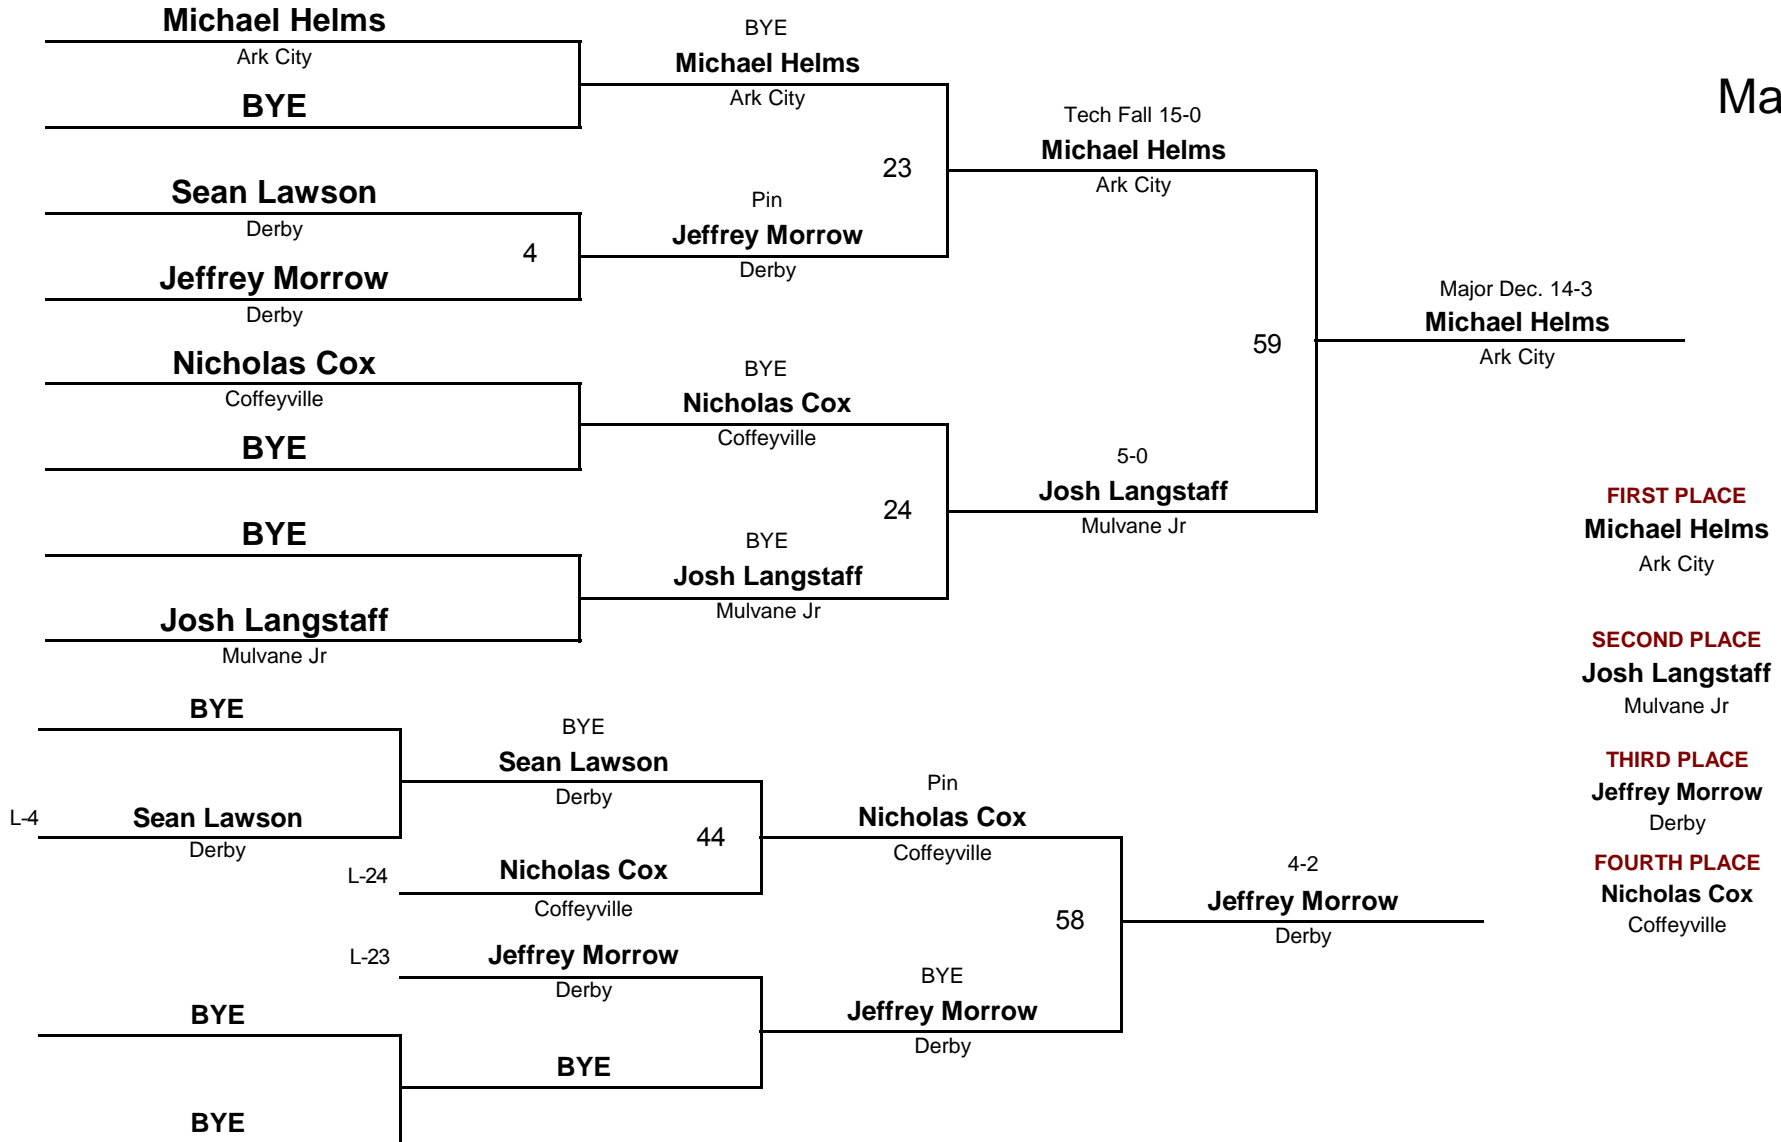 Michael Helms
Ark City
BYE
Sean Lawson
Derby
4
Jeffrey Morrow
Derby
Nicholas Cox
Coffeyville
BYE
BYE
Josh Langstaff
Mulvane Jr
BYE
Michael Helms
Ark City
23
Pin
Jeffrey Morrow
Derby
BYE
Nicholas Cox
Coffeyville
24
BYE
Josh Langstaff
Mulvane Jr
Tech Fall 15-0
Michael Helms
Ark City
59
5-0
Josh Langstaff
Mulvane Jr
Major Dec. 14-3
Michael Helms
Ark City
Ma
FIRST PLACE
Michael Helms
Ark City
SECOND PLACE
Josh Langstaff
Mulvane Jr
THIRD PLACE
Jeffrey Morrow
Derby
FOURTH PLACE
Nicholas Cox
Coffeyville
BYE
L-4
Sean Lawson
Derby
BYE
Sean Lawson
Derby
44
L-24
Nicholas Cox
Coffeyville
L-23
Jeffrey Morrow
Derby
BYE
BYE
BYE
Pin
Nicholas Cox
Coffeyville
58
BYE
Jeffrey Morrow
Derby
4-2
Jeffrey Morrow
Derby